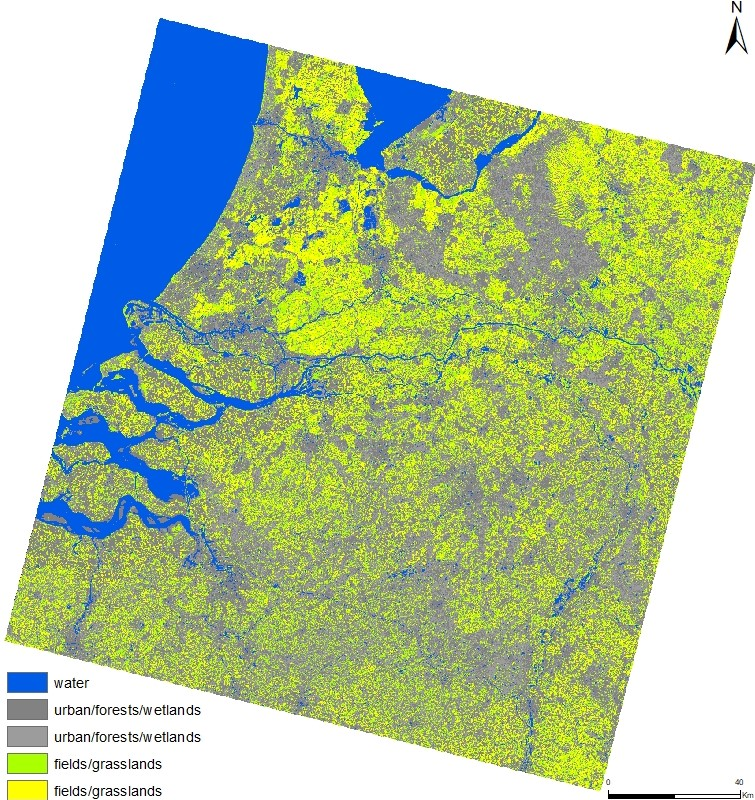 N
water
urban/forests/wetlands
urban/forests/wetlands
fields/grasslands
fields/grasslands
0 40
Km